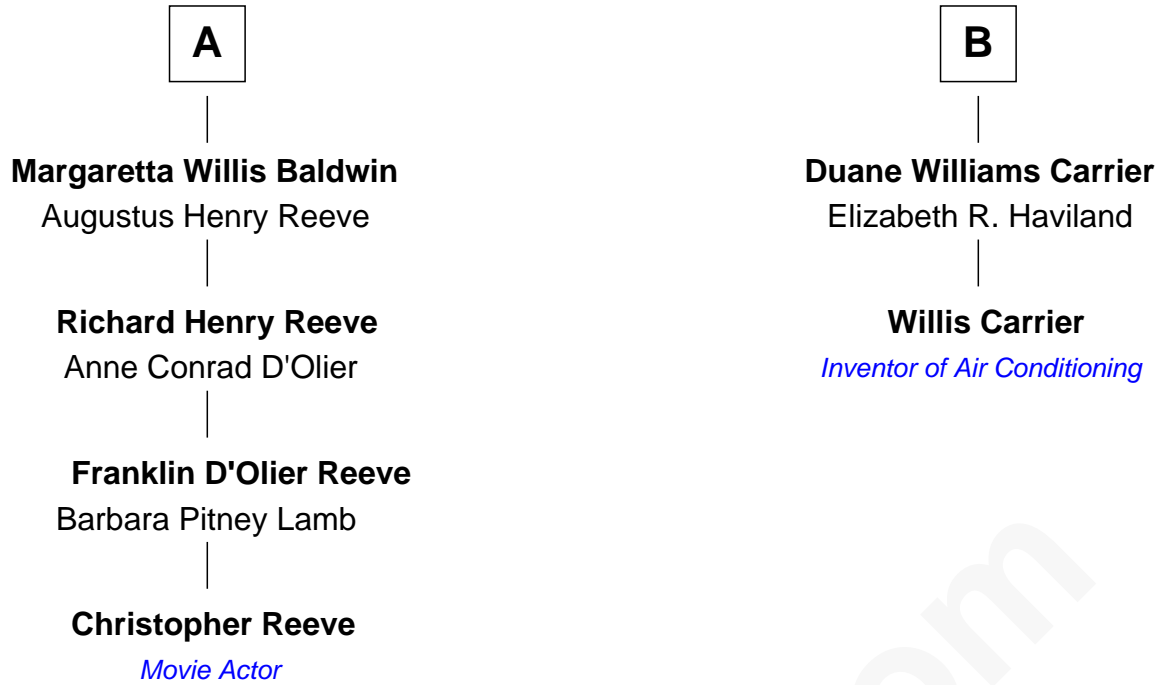 A
Margaretta Willis Baldwin
Augustus Henry Reeve
Richard Henry Reeve
Anne Conrad D'Olier
Franklin D'Olier Reeve
Barbara Pitney Lamb
Christopher Reeve
Movie Actor
B
Duane Williams Carrier
Elizabeth R. Haviland
Willis Carrier
Inventor of Air Conditioning
om